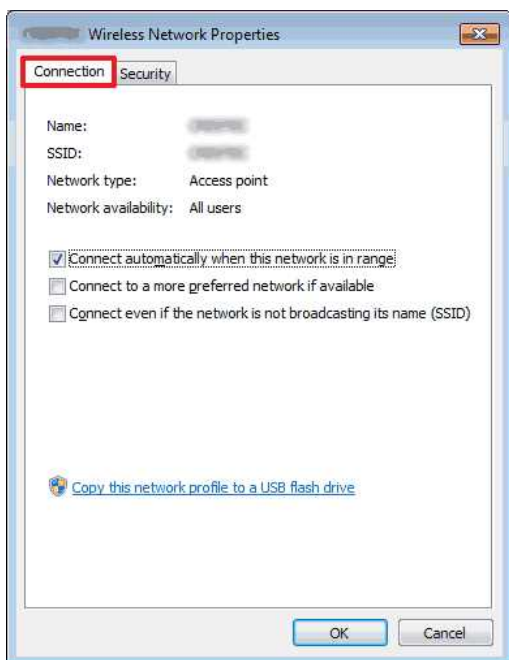 Wireless Network Properties
Connection Security
Name:
SSID:
Network type: Access point
Network availability: All users
Connect automatically when this network is in range
Connect to a more preferred network if available
Connect even if the network is not broadcasting its name (SSID)
Copy this network profile to a USB flash drive
OK Cancel